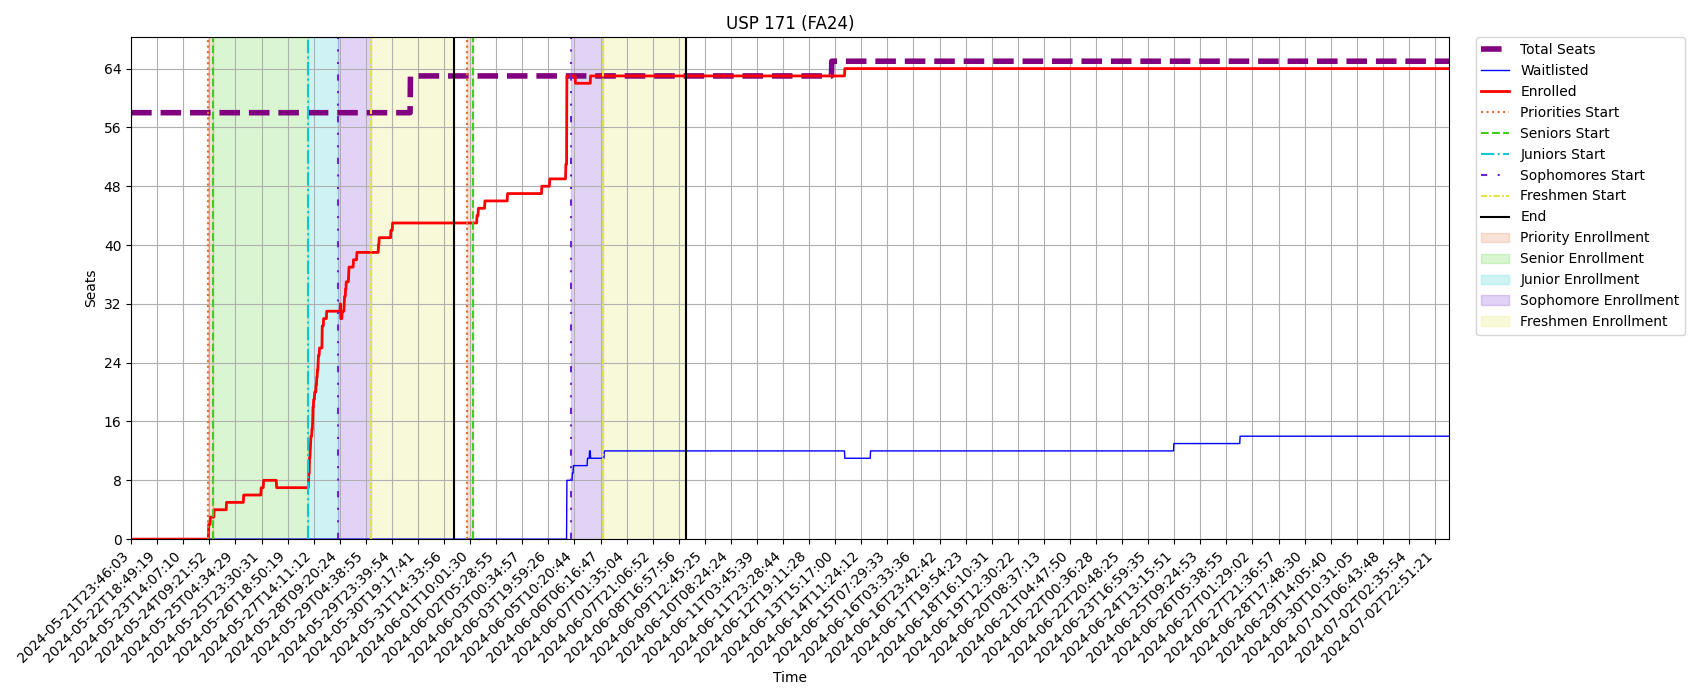 USP 171 (FA24)
Total Seats
Waitlisted
Enrolled
Priorities Start
Seniors Start
Juniors Start
Sophomores Start
Freshmen Start
End
Priority Enrollment
Senior Enrollment
Junior Enrollment
Sophomore Enrollment
Freshmen Enrollment
Seats
64
56
48
40
32
24
16
8
0
2024-05-21T23:46:03
2024-05-22T18:49:19
2024-05-23T14:07:10
2024-05-24T09:21:52
2024-05-25T04:34:29
2024-05-25T23:30:31
2024-05-26T18:50:19
2024-05-27T14:11:12
2024-05-28T09:20:24
2024-05-29T04:38:55
2024-05-29T23:39:54
2024-05-30T19:17:41
2024-05-31T14:33:56
2024-06-01T10:01:30
2024-06-02T05:28:55
2024-06-03T00:34:57
2024-06-03T19:59:26
2024-06-05T10:20:44
2024-06-06T06:16:47
2024-06-07T01:35:04
2024-06-07T21:06:52
2024-06-08T16:57:56
2024-06-09T12:45:25
2024-06-10T08:24:24
2024-06-11T03:45:39
2024-06-11T23:28:44
2024-06-12T19:11:28
2024-06-13T15:17:00
2024-06-14T11:24:12
2024-06-15T07:29:33
2024-06-16T03:33:36
2024-06-16T23:42:42
2024-06-17T19:54:23
2024-06-18T16:10:31
2024-06-19T12:30:22
2024-06-20T08:37:13
2024-06-21T04:47:50
2024-06-22T00:36:28
2024-06-22T20:48:25
2024-06-23T16:59:35
2024-06-24T13:15:51
2024-06-25T09:24:53
2024-06-26T05:38:55
2024-06-27T01:29:02
2024-06-27T21:36:57
2024-06-28T17:48:30
2024-06-29T14:05:40
2024-06-30T10:31:05
2024-07-01T06:43:48
2024-07-02T02:35:54
2024-07-02T22:51:21
Time